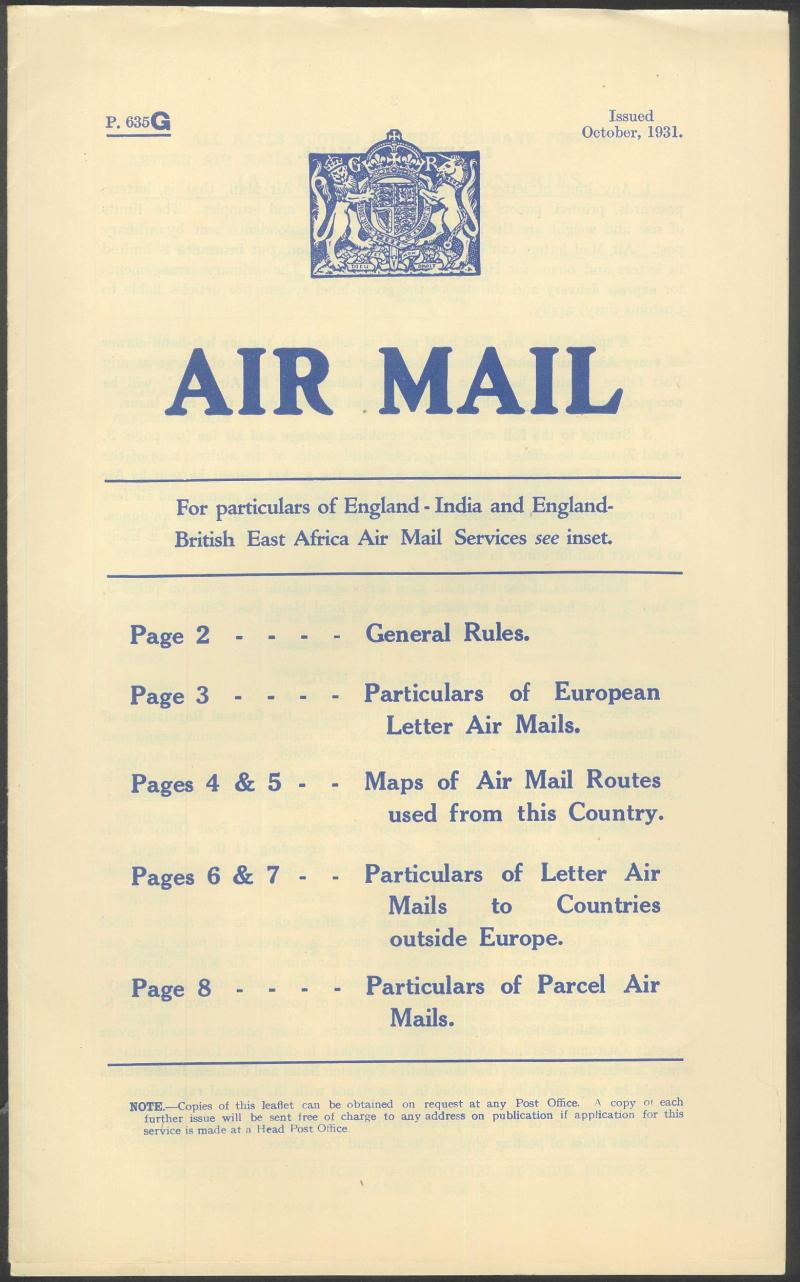 P. 635G
Issued
October, 1931.
G R
DIEU ET MON DROIT
AIR MAIL
For particulars of England - India and England-
British East Africa Air Mail Services see inset.
Page 2 - - - - General Rules.
Page 3 - - - - Particulars of European
Letter Air Mails.
Pages 4 & 5 - - Maps of Air Mail Routes
used from this Country.
Pages 6 & 7 - - Particulars of Letter Air
Mails to Countries
outside Europe.
Page 8 - - - - Particulars of Parcel Air
Mails.
NOTE.—Copies of this leaflet can be obtained on request at any Post Office. A copy of each
further issue will be sent free of charge to any address on publication if application for this
service is made at a Head Post Office.